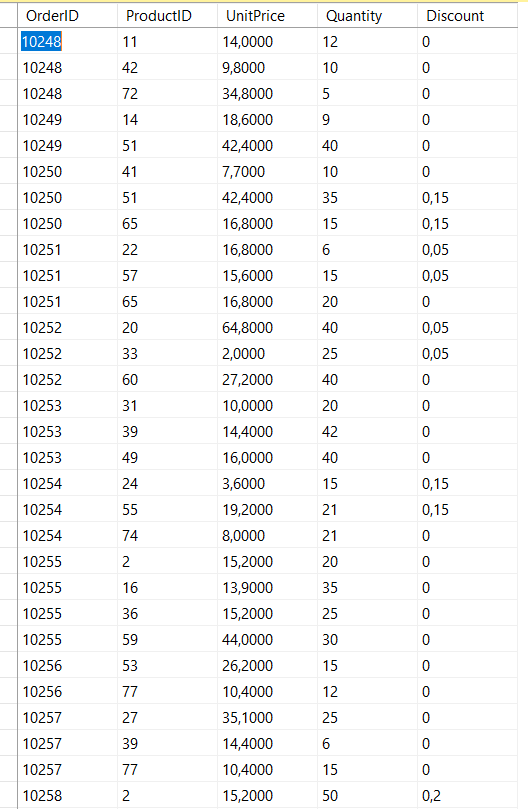 OrderID ProductID UnitPrice Quantity Discount
10248 11 14,0000 12 0
10248 42 9,8000 10 0
10248 72 34,8000 5 0
10249 14 18,6000 9 0
10249 51 42,4000 40 0
10250 41 7,7000 10 0
10250 51 42,4000 35 0,15
10250 65 16,8000 15 0,15
10251 22 16,8000 6 0,05
10251 57 15,6000 15 0,05
10251 65 16,8000 20 0
10252 20 64,8000 40 0,05
10252 33 2,0000 25 0,05
10252 60 27,2000 40 0
10253 31 10,0000 20 0
10253 39 14,4000 42 0
10253 49 16,0000 40 0
10254 24 3,6000 15 0,15
10254 55 19,2000 21 0,15
10254 74 8,0000 21 0
10255 2 15,2000 20 0
10255 16 13,9000 35 0
10255 36 15,2000 25 0
10255 59 44,0000 30 0
10256 53 26,2000 15 0
10256 77 10,4000 12 0
10257 27 35,1000 25 0
10257 39 14,4000 6 0
10257 77 10,4000 15 0
10258 2 15,2000 50 0,2